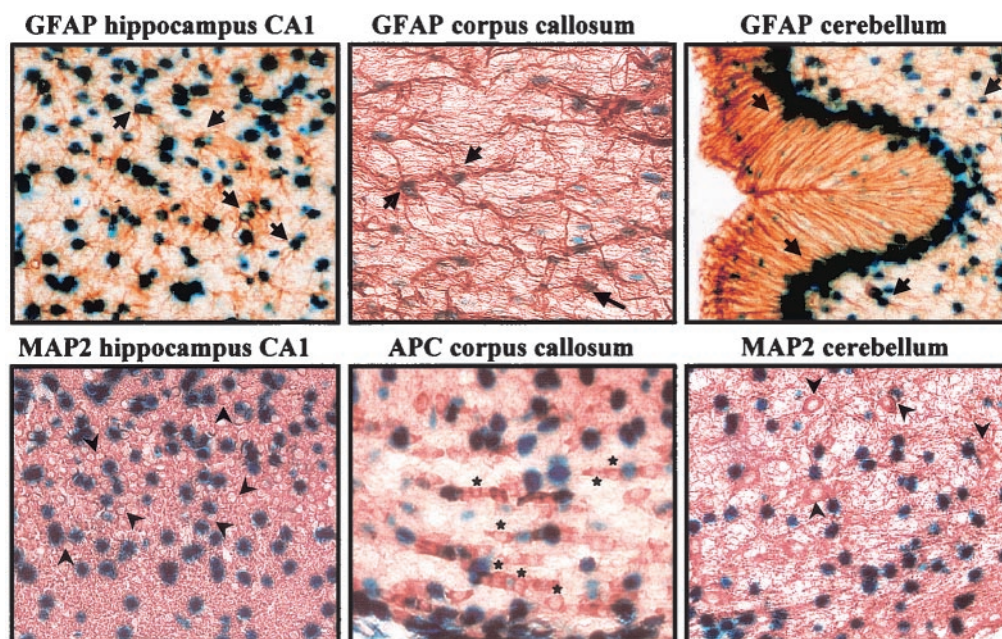 GFAP hippocampus CA1
GFAP corpus callosum
GFAP cerebellum
MAP2 hippocampus CA1
APC corpus callosum
MAP2 cerebellum